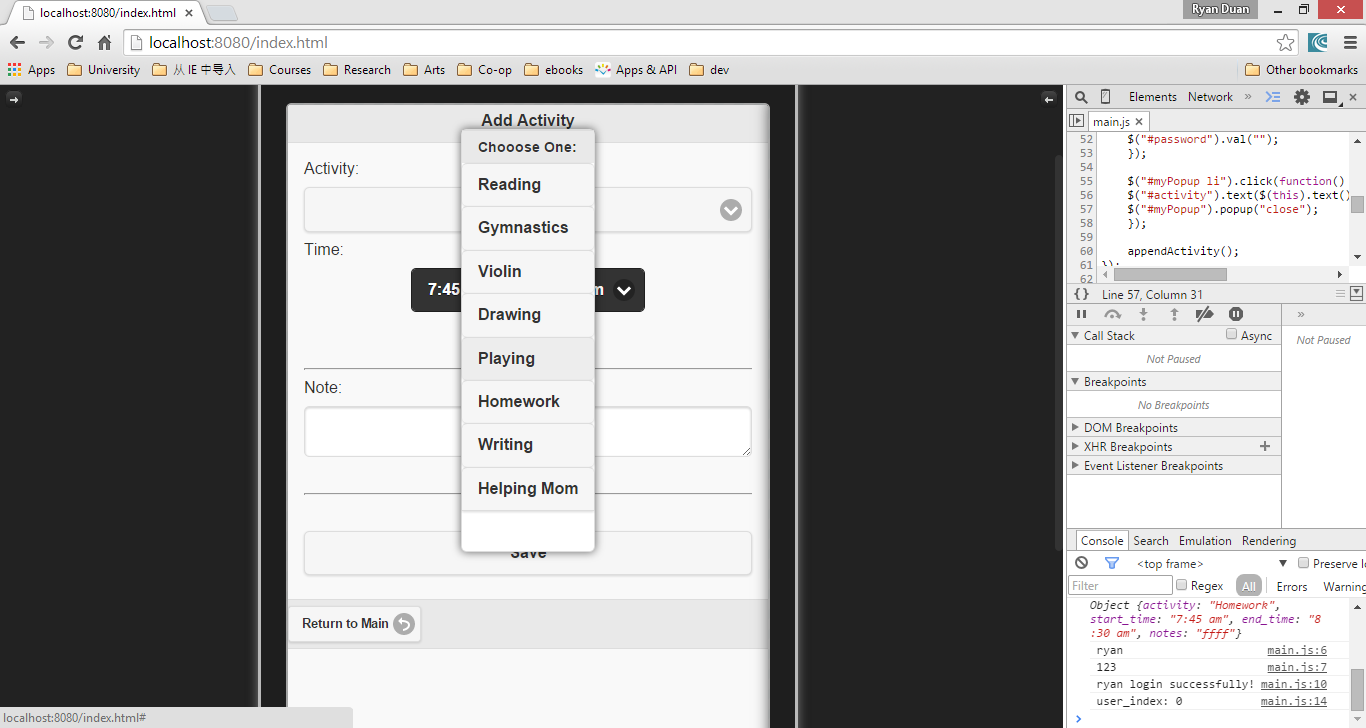 localhost:8080/index.html
Ryan Duan
localhost:8080/index.html
Apps University 从 IE 中导入 Courses Research Arts Co-op ebooks Apps & API dev Other bookmarks
Add Activity
Chooose One:
Activity:
Reading
Gymnastics
Time:
Violin
7:45 m
Drawing
Playing
Note:
Homework
Writing
Helping Mom
Save
Return to Main
localhost:8080/index.html#
Elements Network »
main.js
52 $("#password").val("");
53 });
54
55 $("#myPopup li").click(function()
56 $("#activity").text($(this).text()
57 $("#myPopup").popup("close");
58 });
59
60 appendActivity();
61 });
62
{} Line 57, Column 31
»
Call Stack Async
Not Paused
Not Paused
Breakpoints
No Breakpoints
DOM Breakpoints
XHR Breakpoints
Event Listener Breakpoints
Console Search Emulation Rendering
<top frame> Preserve lo
Filter Regex All Errors Warning
Object {activity: "Homework",
start_time: "7:45 am", end_time: "8
:30 am", notes: "ffff"}
ryan main.js:6
123 main.js:7
ryan login successfully! main.js:10
user_index: 0 main.js:14